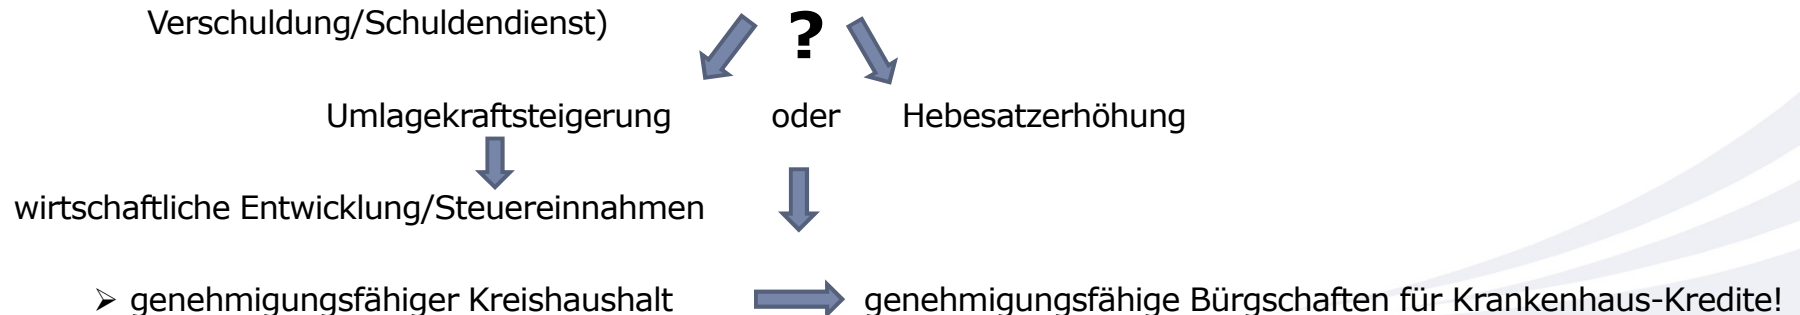 Verschuldung/Schuldendienst) ?
Umlagekraftsteigerung oder Hebesatzerhöhung
wirtschaftliche Entwicklung/Steuereinnahmen
➢ genehmigungsfähiger Kreishaushalt genehmigungsfähige Bürgschaften für Krankenhaus-Kredite!